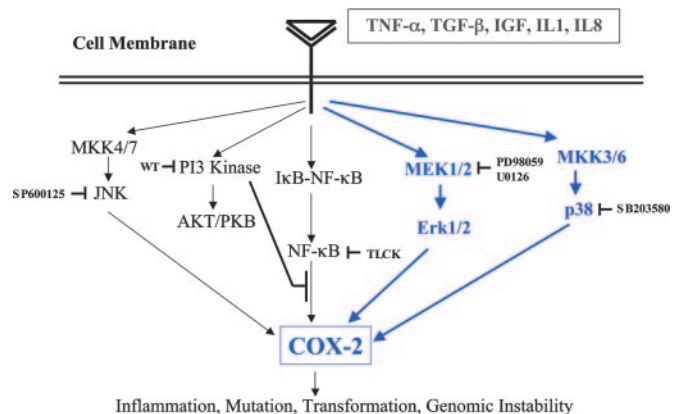 TNF-α, TGF-β, IGF, IL1, IL8
Cell Membrane
MKK4/7
WT
PI3 Kinase
IκB-NF-κB
MEK1/2
PD98059
U0126
MKK3/6
SP600125
JNK
AKT/PKB
Erk1/2
p38
SB203580
NF-κB
TLCK
COX-2
Inflammation, Mutation, Transformation, Genomic Instability